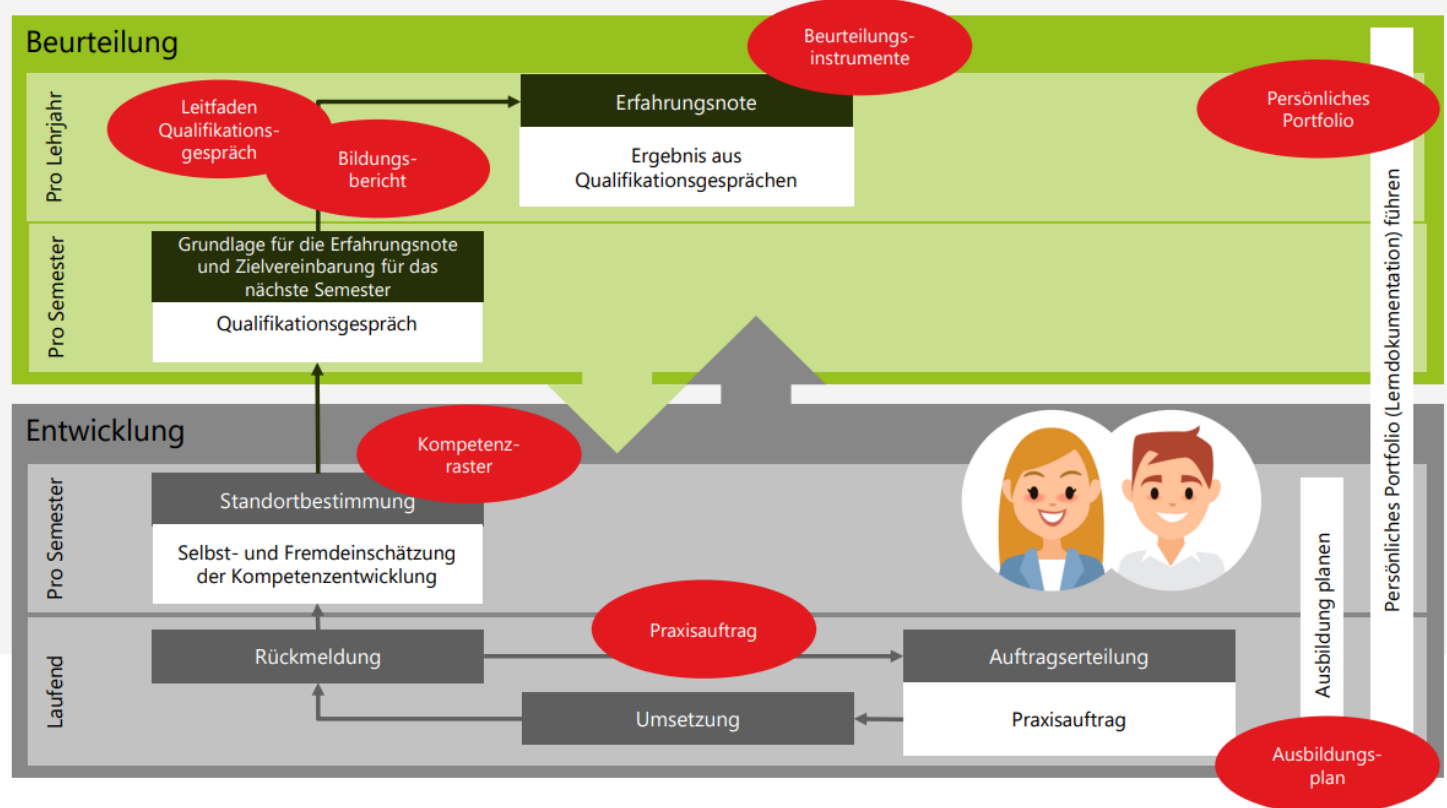 Beurteilung
Beurteilungs-
instrumente
Pro Lehrjahr
Leitfaden
Qualifikations-
gespräch
Bildungs-
bericht
Erfahrungsnote
Ergebnis aus
Qualifikationsgesprächen
Persönliches
Portfolio
Pro Semester
Grundlage für die Erfahrungsnote
und Zielvereinbarung für das
nächste Semester
Qualifikationsgespräch
Persönliches Portfolio (Lerndokumentation) führen
Entwicklung
Kompetenz-
raster
Pro Semester
Standortbestimmung
Selbst- und Fremdeinschätzung
der Kompetenzentwicklung
Ausbildung planen
Laufend
Rückmeldung
Praxisauftrag
Auftragserteilung
Umsetzung
Praxisauftrag
Ausbildungs-
plan